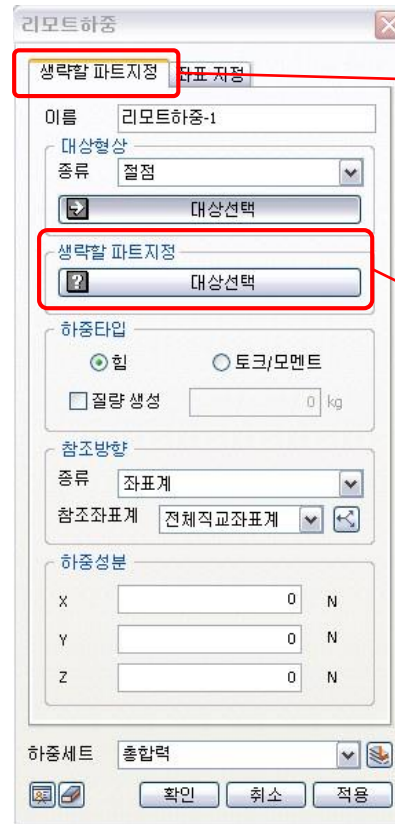 리모트하중
생략할 파트지정 좌표 지정
이름 리모트하중-1
대상형상
종류 절점
대상선택
생략할 파트지정
? 대상선택
하중타입
힘 토크/모멘트
질량 생성 0 kg
참조방향
종류 좌표계
참조좌표계 전체직교좌표계
하중성분
X 0 N
Y 0 N
Z 0 N
하중세트 총합력
확인 취소 적용